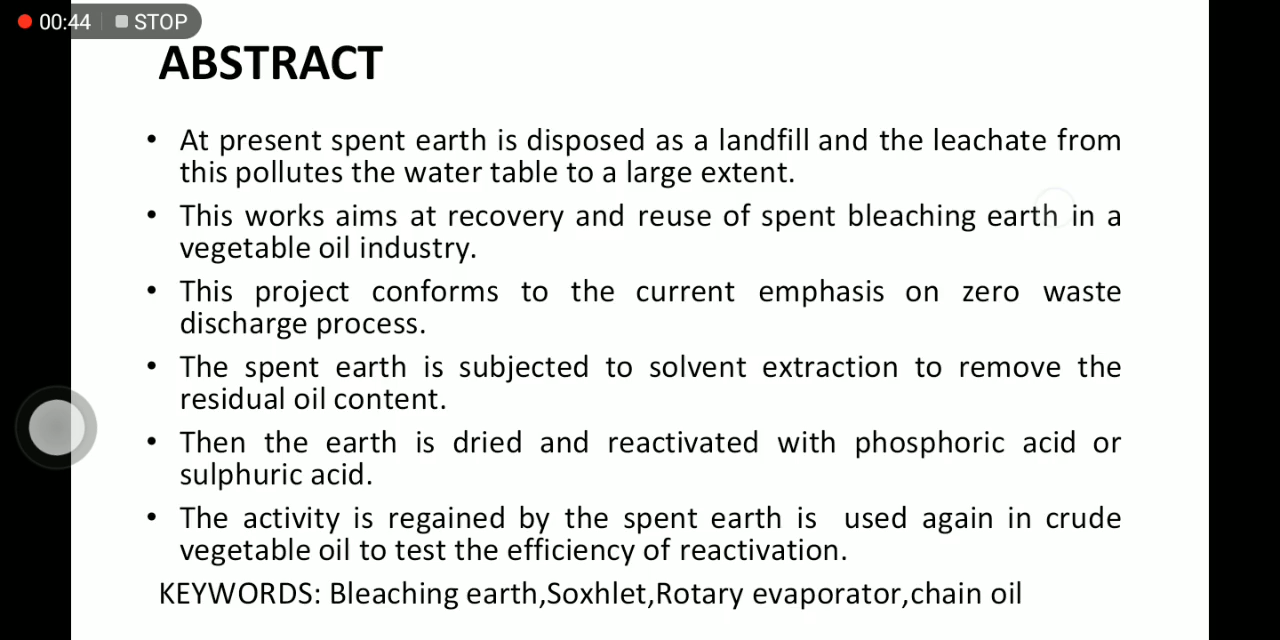 00:44 STOP
ABSTRACT
• At present spent earth is disposed as a landfill and the leachate from
this pollutes the water table to a large extent.
• This works aims at recovery and reuse of spent bleaching earth in a
vegetable oil industry.
• This project conforms to the current emphasis on zero waste
discharge process.
• The spent earth is subjected to solvent extraction to remove the
residual oil content.
• Then the earth is dried and reactivated with phosphoric acid or
sulphuric acid.
• The activity is regained by the spent earth is used again in crude
vegetable oil to test the efficiency of reactivation.
KEYWORDS: Bleaching earth,Soxhlet,Rotary evaporator,chain oil